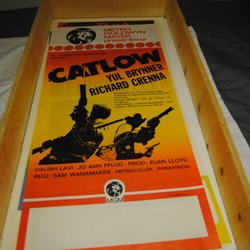 METRO
GOLDWYN
MAYER
presenterar
CATLOW
YUL BRYNNER
RICHARD CRENNA
DALIAH LAVI · JO ANN PFLUG · PROD: EUAN LLOYD
REGI: SAM WANAMAKER METROCOLOR PANAVISION
MGM